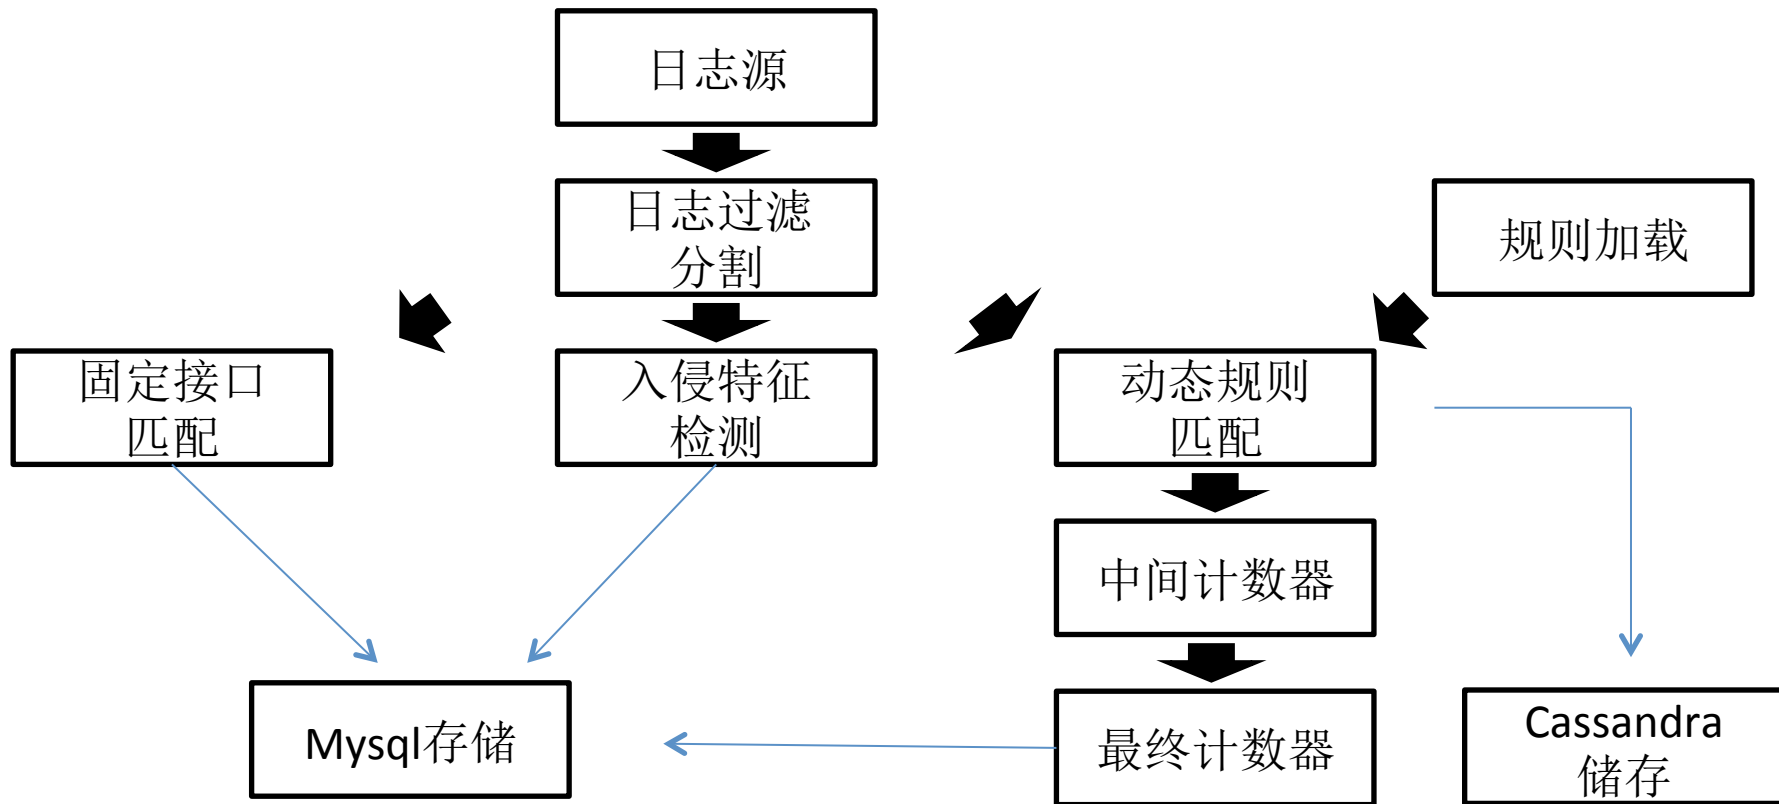 日志源
日志过滤
分割
规则加载
固定接口
匹配
入侵特征
检测
动态规则
匹配
中间计数器
Mysql存储
最终计数器
Cassandra
储存